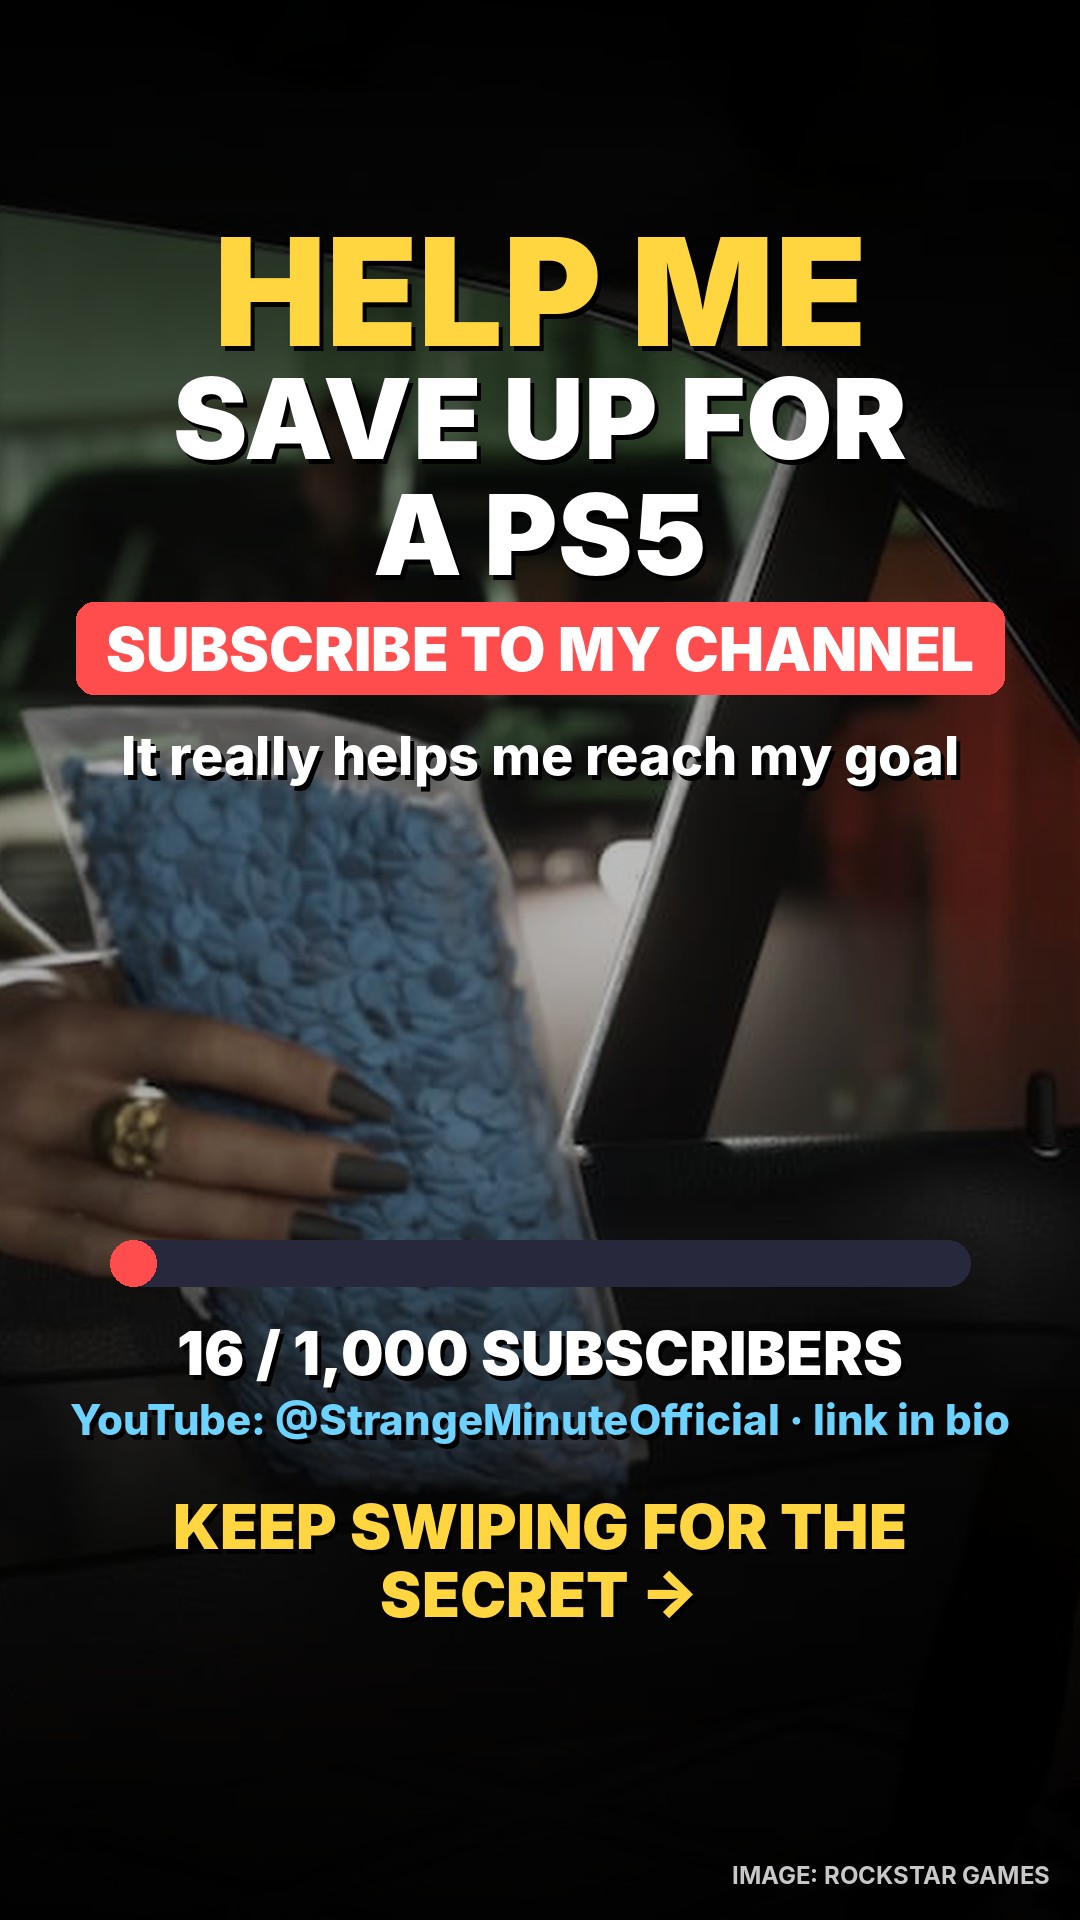 HELP ME
SAVE UP FOR
A PS5
SUBSCRIBE TO MY CHANNEL
It really helps me reach my goal
16 / 1,000 SUBSCRIBERS
YouTube: @StrangeMinuteOfficial · link in bio
KEEP SWIPING FOR THE
SECRET →
IMAGE: ROCKSTAR GAMES